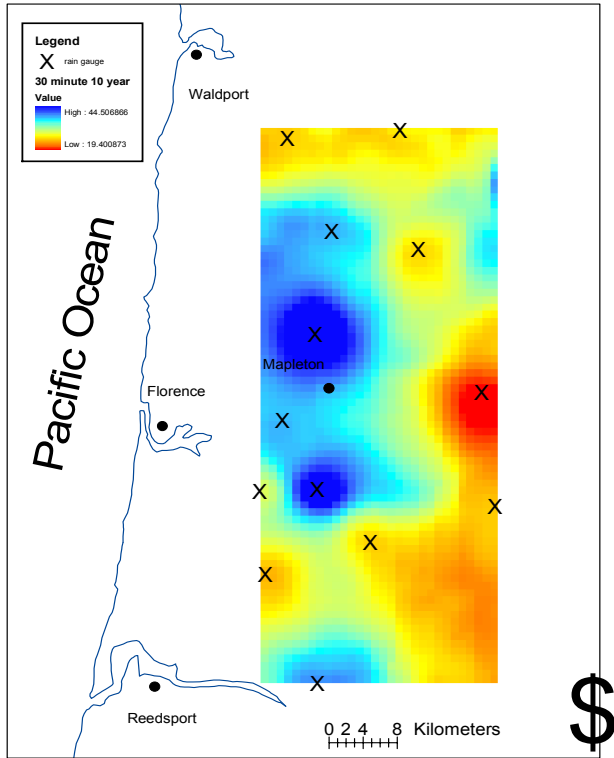 Legend
X rain gauge
30 minute 10 year
Value
High : 44.506866
Low : 19.400873
Waldport
X X
X
X
X
Mapleton
X
Florence
X
Pacific Ocean
X X
X
X
X
X
Reedsport
$
0 2 4 8 Kilometers